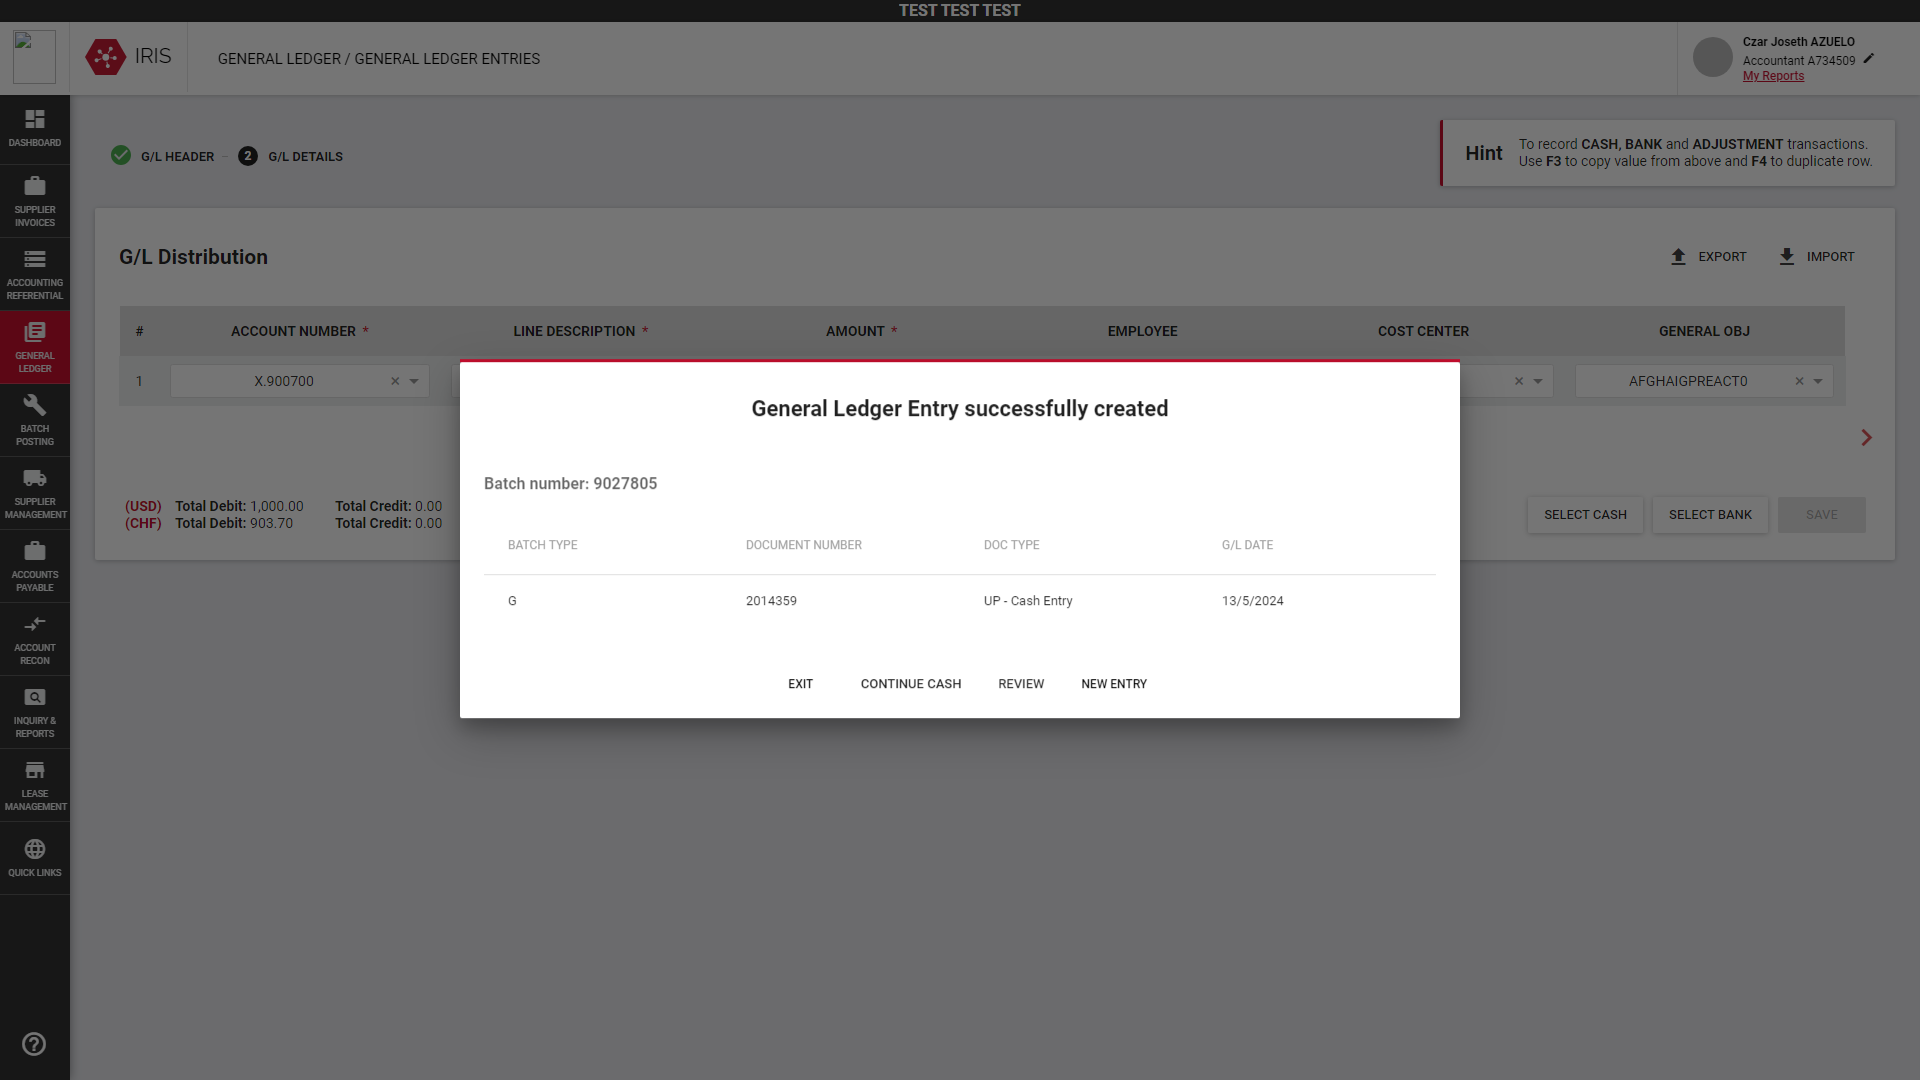 TEST TEST TEST
IRIS
GENERAL LEDGER / GENERAL LEDGER ENTRIES
Czar Joseth AZUELO
Accountant A734509
My Reports
DASHBOARD
SUPPLIER
INVOICES
ACCOUNTING
REFERENTIAL
GENERAL
LEDGER
BATCH
POSTING
SUPPLIER
MANAGEMENT
ACCOUNTS
PAYABLE
ACCOUNT
RECON
INQUIRY &
REPORTS
LEASE
MANAGEMENT
QUICK LINKS
G/L HEADER
2 G/L DETAILS
Hint
To record CASH, BANK and ADJUSTMENT transactions.
Use F3 to copy value from above and F4 to duplicate row.
G/L Distribution
EXPORT IMPORT
# ACCOUNT NUMBER * LINE DESCRIPTION * AMOUNT * EMPLOYEE COST CENTER GENERAL OBJ
1 X.900700 AFGHAIGPREACT0
(USD) Total Debit: 1,000.00 Total Credit: 0.00
(CHF) Total Debit: 903.70 Total Credit: 0.00
SELECT CASH SELECT BANK SAVE
General Ledger Entry successfully created
Batch number: 9027805
BATCH TYPE DOCUMENT NUMBER DOC TYPE G/L DATE
G 2014359 UP - Cash Entry 13/5/2024
EXIT CONTINUE CASH REVIEW NEW ENTRY